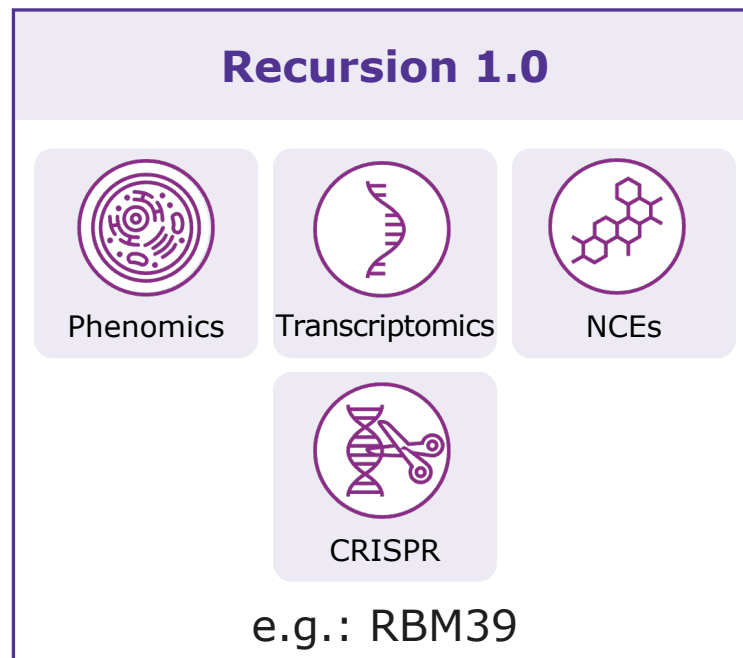 Recursion 1.0
Phenomics
Transcriptomics
NCEs
CRISPR
e.g.: RBM39